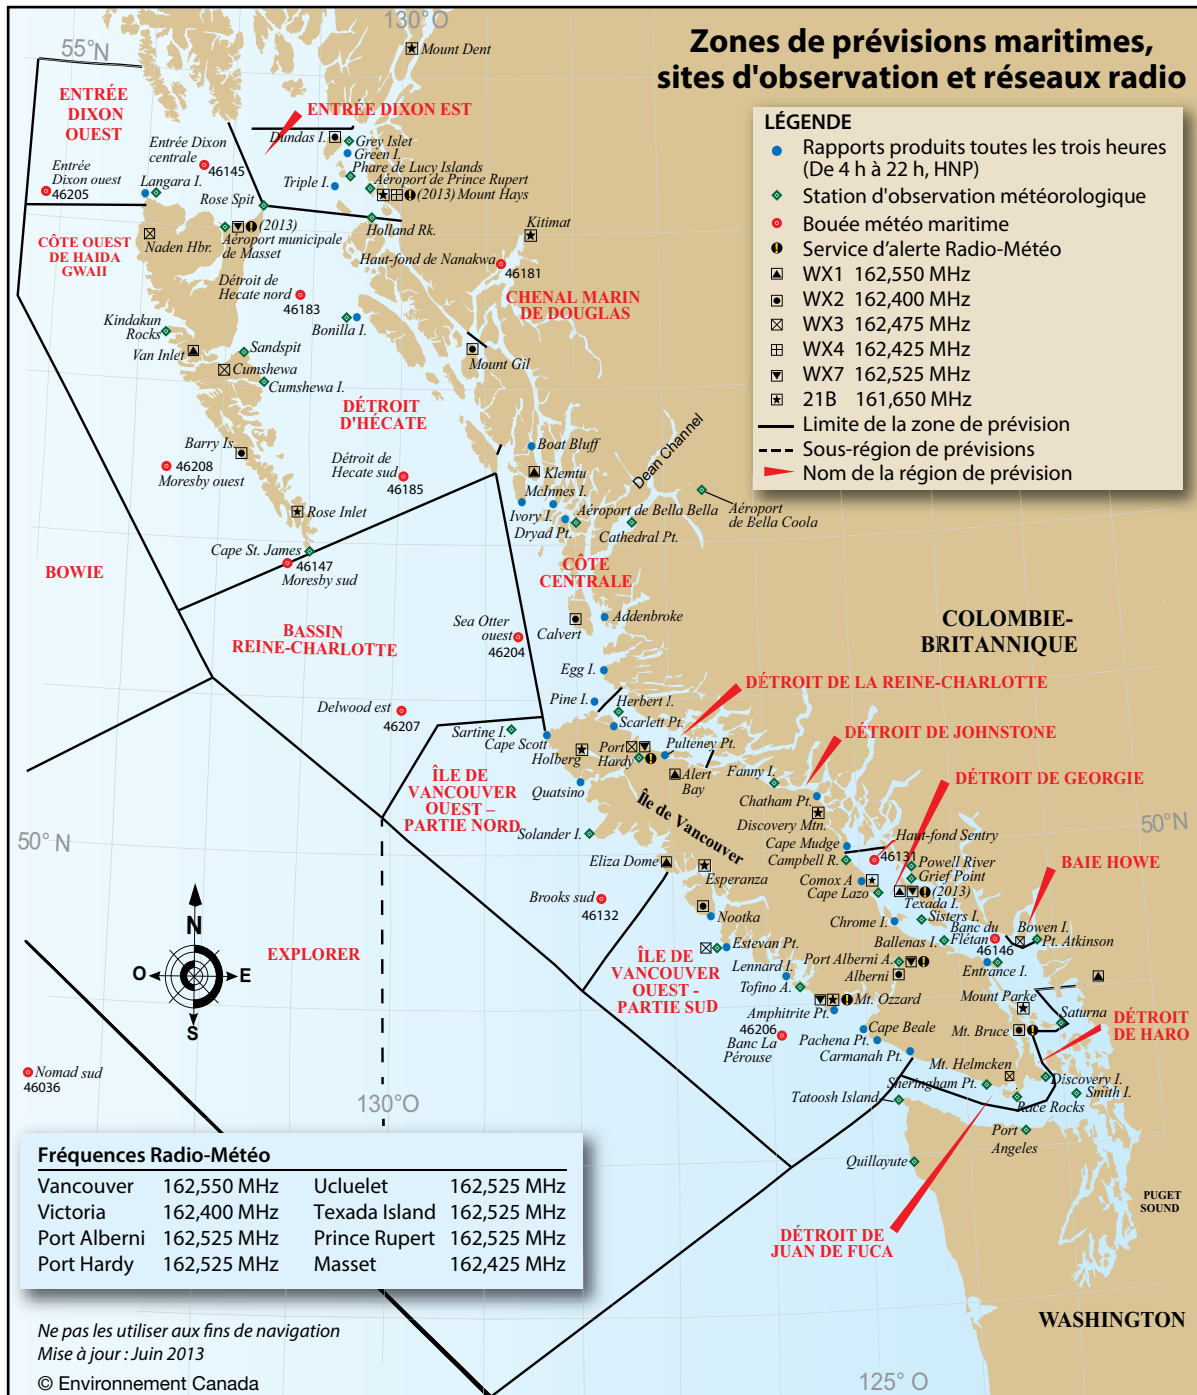 130° O
55° N
Zones de prévisions maritimes,
sites d'observation et réseaux radio
LÉGENDE
Rapports produits toutes les trois heures
(De 4 h à 22 h, HNP)
Station d'observation météorologique
Bouée météo maritime
Service d'alerte Radio-Météo
WX1 162,550 MHz
WX2 162,400 MHz
WX3 162,475 MHz
WX4 162,425 MHz
WX7 162,525 MHz
21B 161,650 MHz
Limite de la zone de prévision
Sous-région de prévisions
Nom de la région de prévision
Mount Dent
ENTRÉE
DIXON
OUEST
ENTRÉE DIXON EST
Dundas I.
Grey Islet
Green I.
Phare de Lucy Islands
Aéroport de Prince Rupert
(2013) Mount Hays
Triple I.
Entrée Dixon
centrale
46145
Entrée
Dixon ouest
46205
Langara I.
Rose Spit
(2013)
Aéroport municipale
de Masset
Naden Hbr.
CÔTE OUEST
DE HAIDA
GWAII
Holland Rk.
Kitimat
Haut-fond de Nanakwa
46181
CHENAL MARIN
DE DOUGLAS
Détroit de
Hecate nord
46183
Bonilla I.
Kindakun
Rocks
Van Inlet
Sandspit
Cumshewa
Cumshewa I.
Mount Gil
DÉTROIT
D'HÉCATE
Barry Is.
46208
Moresby ouest
Détroit de
Hecate sud
46185
Boat Bluff
Klemtu
Dean Channel
McInnes I.
Ivory I.
Dryad Pt.
Aéroport de Bella Bella
Cathedral Pt.
Aéroport
de Bella Coola
Rose Inlet
Cape St. James
46147
Moresby sud
BOWIE
CÔTE
CENTRALE
BASSIN
REINE-CHARLOTTE
Sea Otter
ouest
46204
Calvert
Addenbroke
COLOMBIE-
BRITANNIQUE
Egg I.
Pine I.
Herbert I.
Scarlett Pt.
DÉTROIT DE LA REINE-CHARLOTTE
Delwood est
46207
Sartine I.
Cape Scott
Holberg
Port
Hardy
Pulteney Pt.
Alert
Bay
DÉTROIT DE JOHNSTONE
Fanny I.
Chatham Pt.
Discovery Mtn.
DÉTROIT DE GEORGIE
ÎLE DE
VANCOUVER
OUEST –
PARTIE NORD
Quatsino
Île de Vancouver
Solander I.
50° N
50° N
Cape Mudge
Campbell R.
Haut-fond Sentry
46131
Powell River
Grief Point
(2013)
Texada I.
BAIE HOWE
Eliza Dome
Esperanza
Comox A
Cape Lazo
Brooks sud
46132
Nootka
Chrome I.
Sisters I.
Banc du
Flétan
46146
Bowen I.
Pt. Atkinson
Ballenas I.
Estevan Pt.
EXPLORER
ÎLE DE
VANCOUVER
OUEST -
PARTIE SUD
Lennard I.
Tofino A.
Port Alberni A.
Alberni
Entrance I.
N
O
E
S
Mt. Ozzard
Amphitrite Pt.
Mount Parke
Saturna
DÉTROIT
DE HARO
46206
Banc La
Pérouse
Cape Beale
Pachena Pt.
Carmanah Pt.
Mt. Bruce
Mt. Helmcken
Sheringham Pt.
Discovery I.
Smith I.
Race Rocks
Nomad sud
46036
130°O
Tatoosh Island
Port
Angeles
Quillayute
PUGET
SOUND
DÉTROIT DE
JUAN DE FUCA
Fréquences Radio-Météo
Vancouver 162,550 MHz Ucluelet 162,525 MHz
Victoria 162,400 MHz Texada Island 162,525 MHz
Port Alberni 162,525 MHz Prince Rupert 162,525 MHz
Port Hardy 162,525 MHz Masset 162,425 MHz
WASHINGTON
Ne pas les utiliser aux fins de navigation
Mise à jour : Juin 2013
© Environnement Canada
125° O